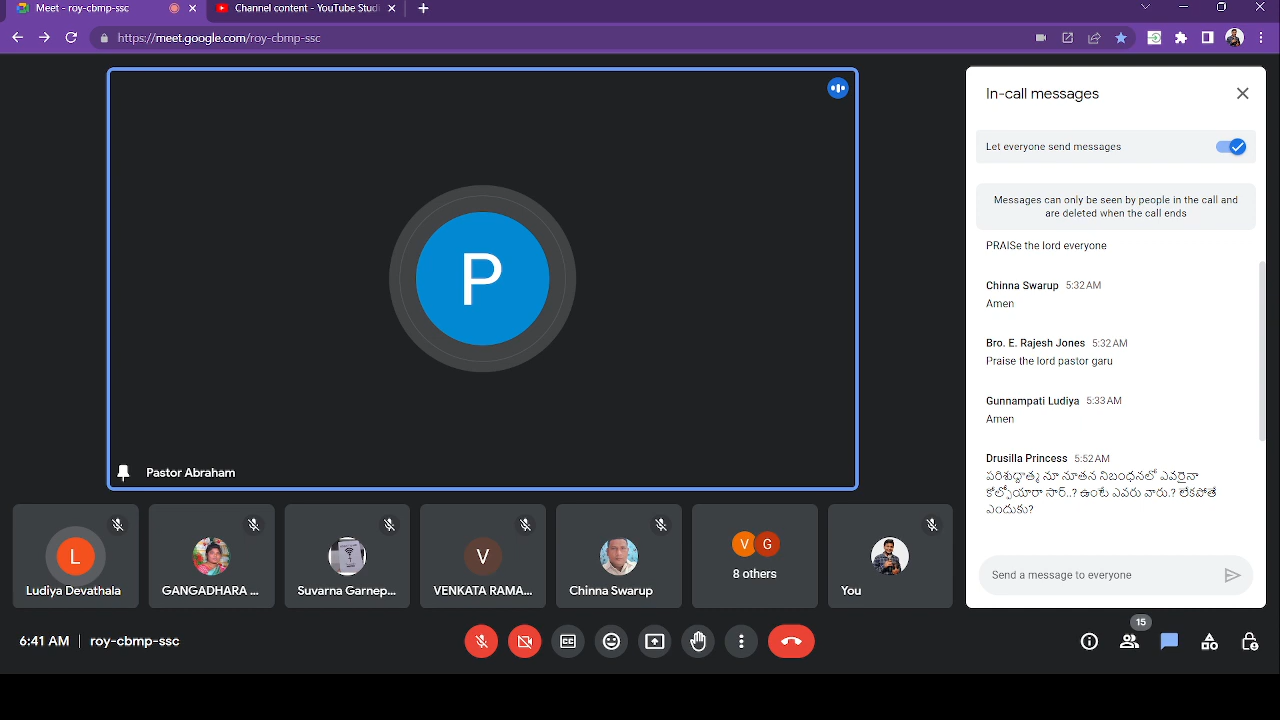 Meet - roy-cbmp-ssc
Channel content - YouTube Studi
https://meet.google.com/roy-cbmp-ssc
P
Pastor Abraham
L
Ludiya Devathala
GANGADHARA ...
Suvarna Garnep...
V
VENKATA RAMA...
Chinna Swarup
V G
8 others
You
6:41 AM | roy-cbmp-ssc
In-call messages
Let everyone send messages
Messages can only be seen by people in the call and
are deleted when the call ends
PRAISe the lord everyone
Chinna Swarup 5:32 AM
Amen
Bro. E. Rajesh Jones 5:32 AM
Praise the lord pastor garu
Gunnampati Ludiya 5:33 AM
Amen
Drusilla Princess 5:52 AM
పరిశుద్ధాత్మ నూ నూతన నిబంధనలో ఎవరైనా
కోల్పోయారా సార్..? ఉంటే ఎవరు వారు.? లేకపోతే
ఎందుకు?
Send a message to everyone
15